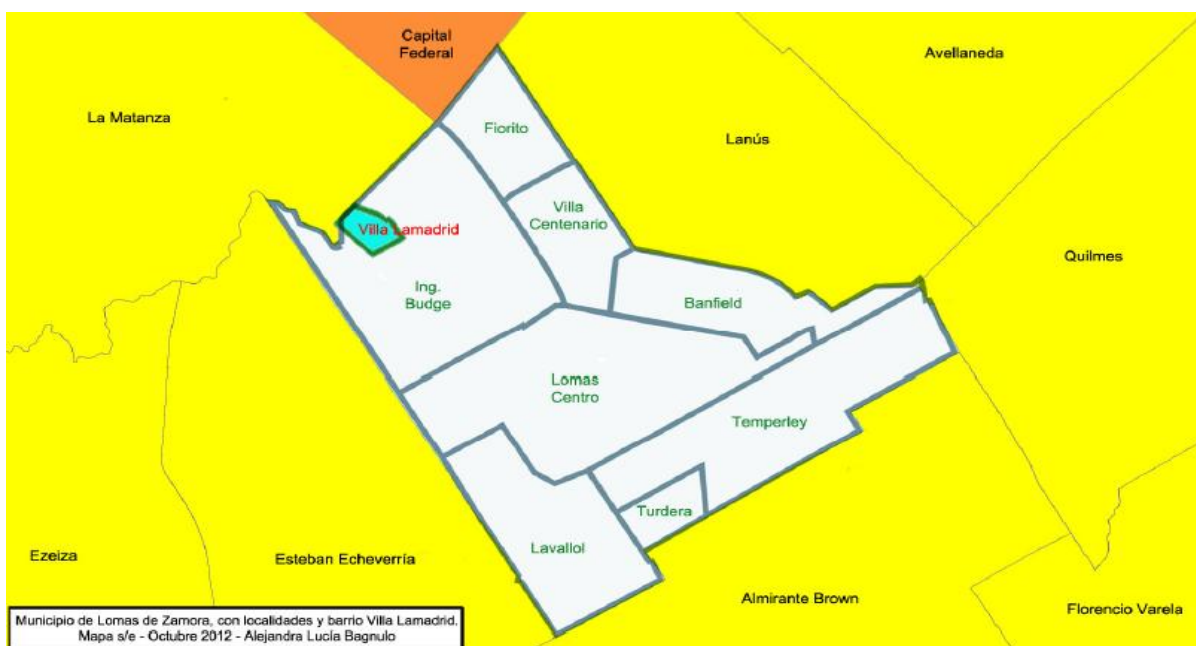 Capital
Federal
Avellaneda
La Matanza
Fiorito
Lanús
Villa
Centenario
Villa Lamadrid
Quilmes
Ing.
Budge
Banfield
Lomas
Centro
Temperley
Turdera
Lavallol
Ezeiza
Esteban Echeverría
Almirante Brown
Florencio Varela
Municipio de Lomas de Zamora, con localidades y barrio Villa Lamadrid.
Mapa s/e - Octubre 2012 - Alejandra Lucía Bagnulo